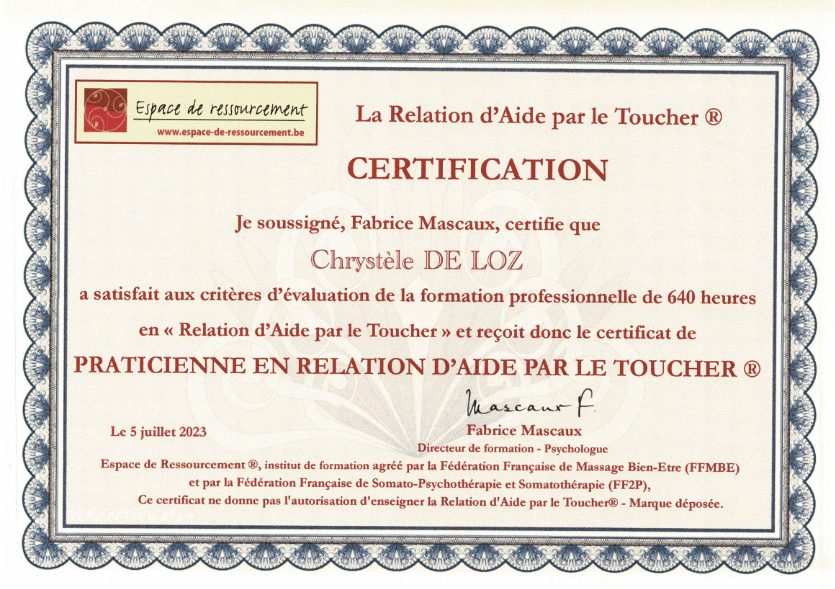 Espace de ressourcement
www.espace-de-ressourcement.be
La Relation d'Aide par le Toucher ®
CERTIFICATION
Je soussigné, Fabrice Mascaux, certifie que
Chrystèle DE LOZ
a satisfait aux critères d'évaluation de la formation professionnelle de 640 heures
en « Relation d'Aide par le Toucher » et reçoit donc le certificat de
PRATICIENNE EN RELATION D'AIDE PAR LE TOUCHER ®
Mascaux F.
Le 5 juillet 2023
Fabrice Mascaux
Directeur de formation - Psychologue
Espace de Ressourcement ®, institut de formation agréé par la Fédération Française de Massage Bien-Etre (FFMBE)
et par la Fédération Française de Somato-Psychothérapie et Somatothérapie (FF2P),
Ce certificat ne donne pas l'autorisation d'enseigner la Relation d'Aide par le Toucher® - Marque déposée.